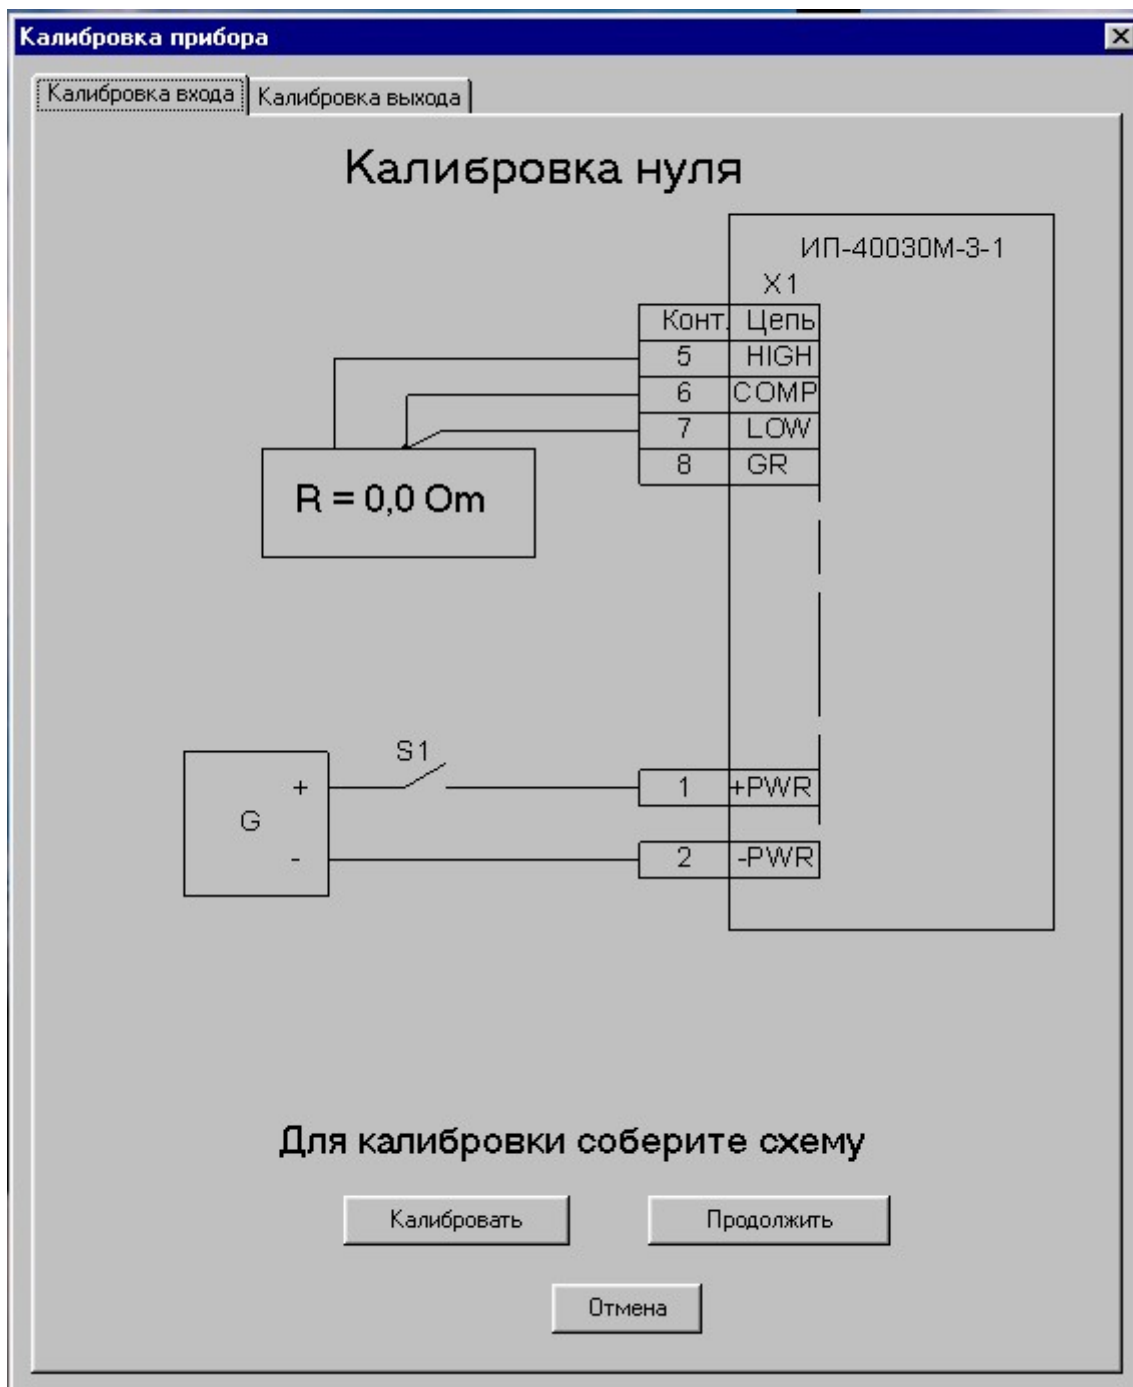 Калибровка прибора
Калибровка входа Калибровка выхода
Калибровка нуля
ИП-40030М-3-1
X1
Конт. Цепь
5 HIGH
6 COMP
7 LOW
8 GR
R = 0,0 Om
S1
+ 1 +PWR
G
- 2 -PWR
Для калибровки соберите схему
Калибровать Продолжить
Отмена